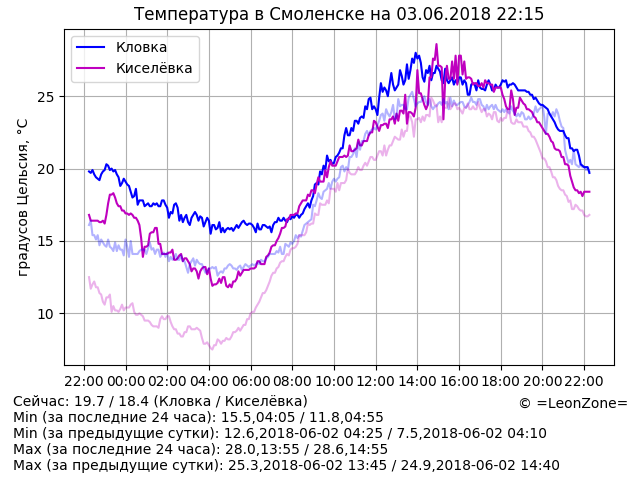 Температура в Смоленске на 03.06.2018 22:15
Кловка
Киселёвка
градусов Цельсия, °C
25
20
15
10
22:00 00:00 02:00 04:00 06:00 08:00 10:00 12:00 14:00 16:00 18:00 20:00 22:00
Сейчас: 19.7 / 18.4 (Кловка / Киселёвка)
© =LeonZone=
Min (за последние 24 часа): 15.5,04:05 / 11.8,04:55
Min (за предыдущие сутки): 12.6,2018-06-02 04:25 / 7.5,2018-06-02 04:10
Max (за последние 24 часа): 28.0,13:55 / 28.6,14:55
Max (за предыдущие сутки): 25.3,2018-06-02 13:45 / 24.9,2018-06-02 14:40